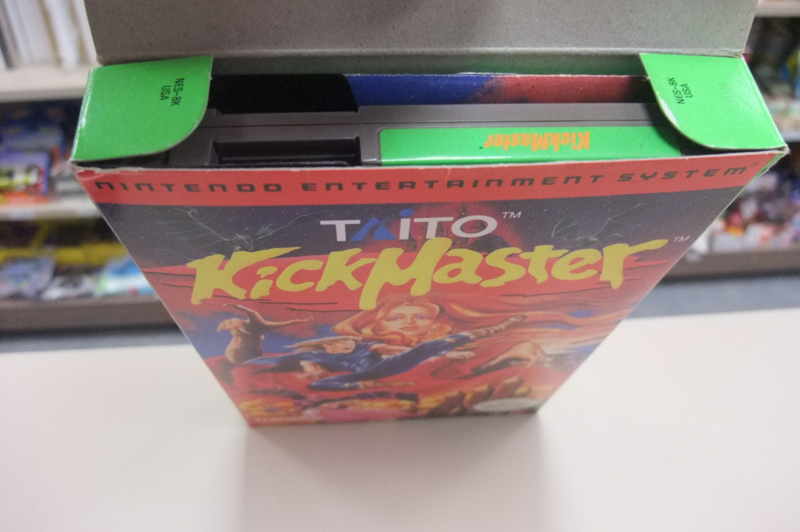 NES-8K
USA
NES-8K
USA
KickMaster
NINTENDO ENTERTAINMENT SYSTEM®
TAITO™
KickMaster™